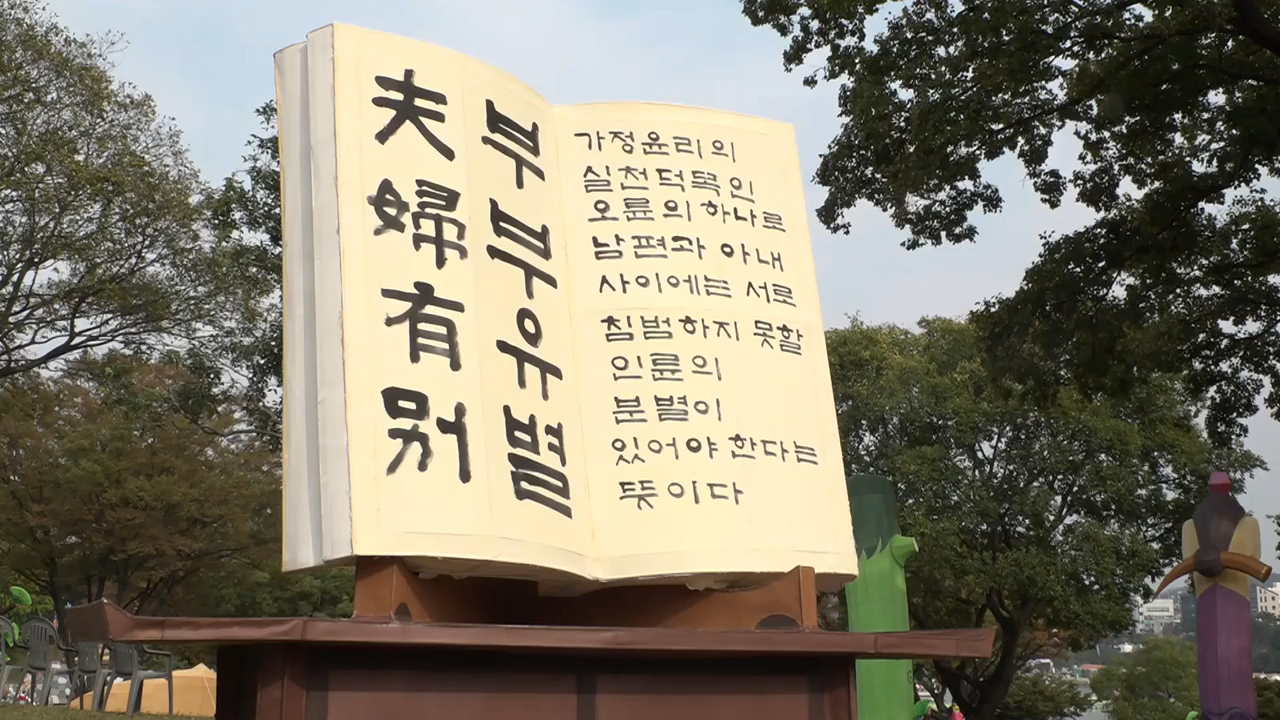 夫婦有別
부부유별
가정윤리의
실천덕목인
오륜의하나로
남편과 아내
사이에는 서로
침범하지 못할
인륜의
분별이
있어야 한다는
뜻이다